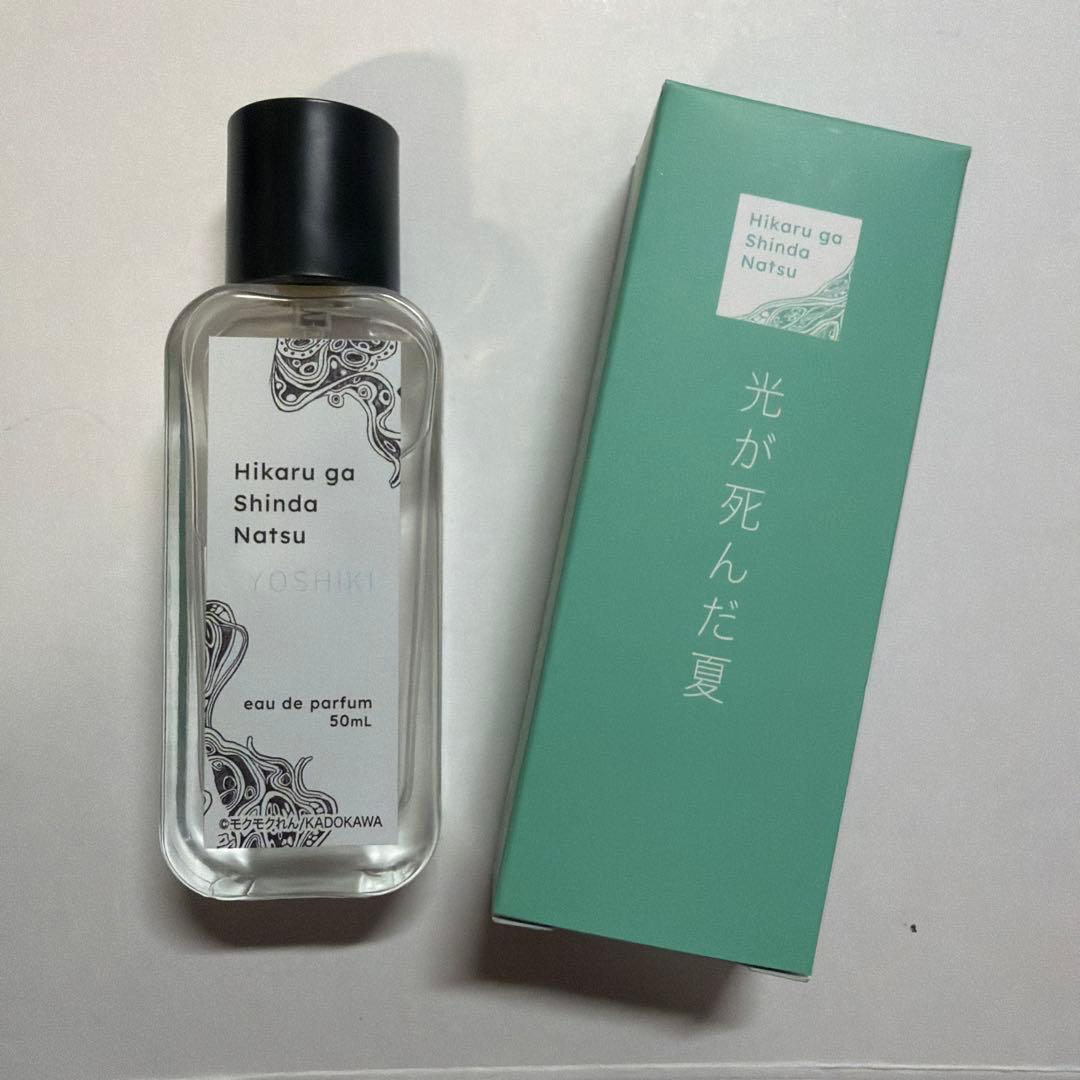 Hikaru ga
Shinda
Natsu
YOSHIKI
eau de parfum
50mL
©モクモクれん/KADOKAWA
Hikaru ga
Shinda
Natsu
光が死んだ夏